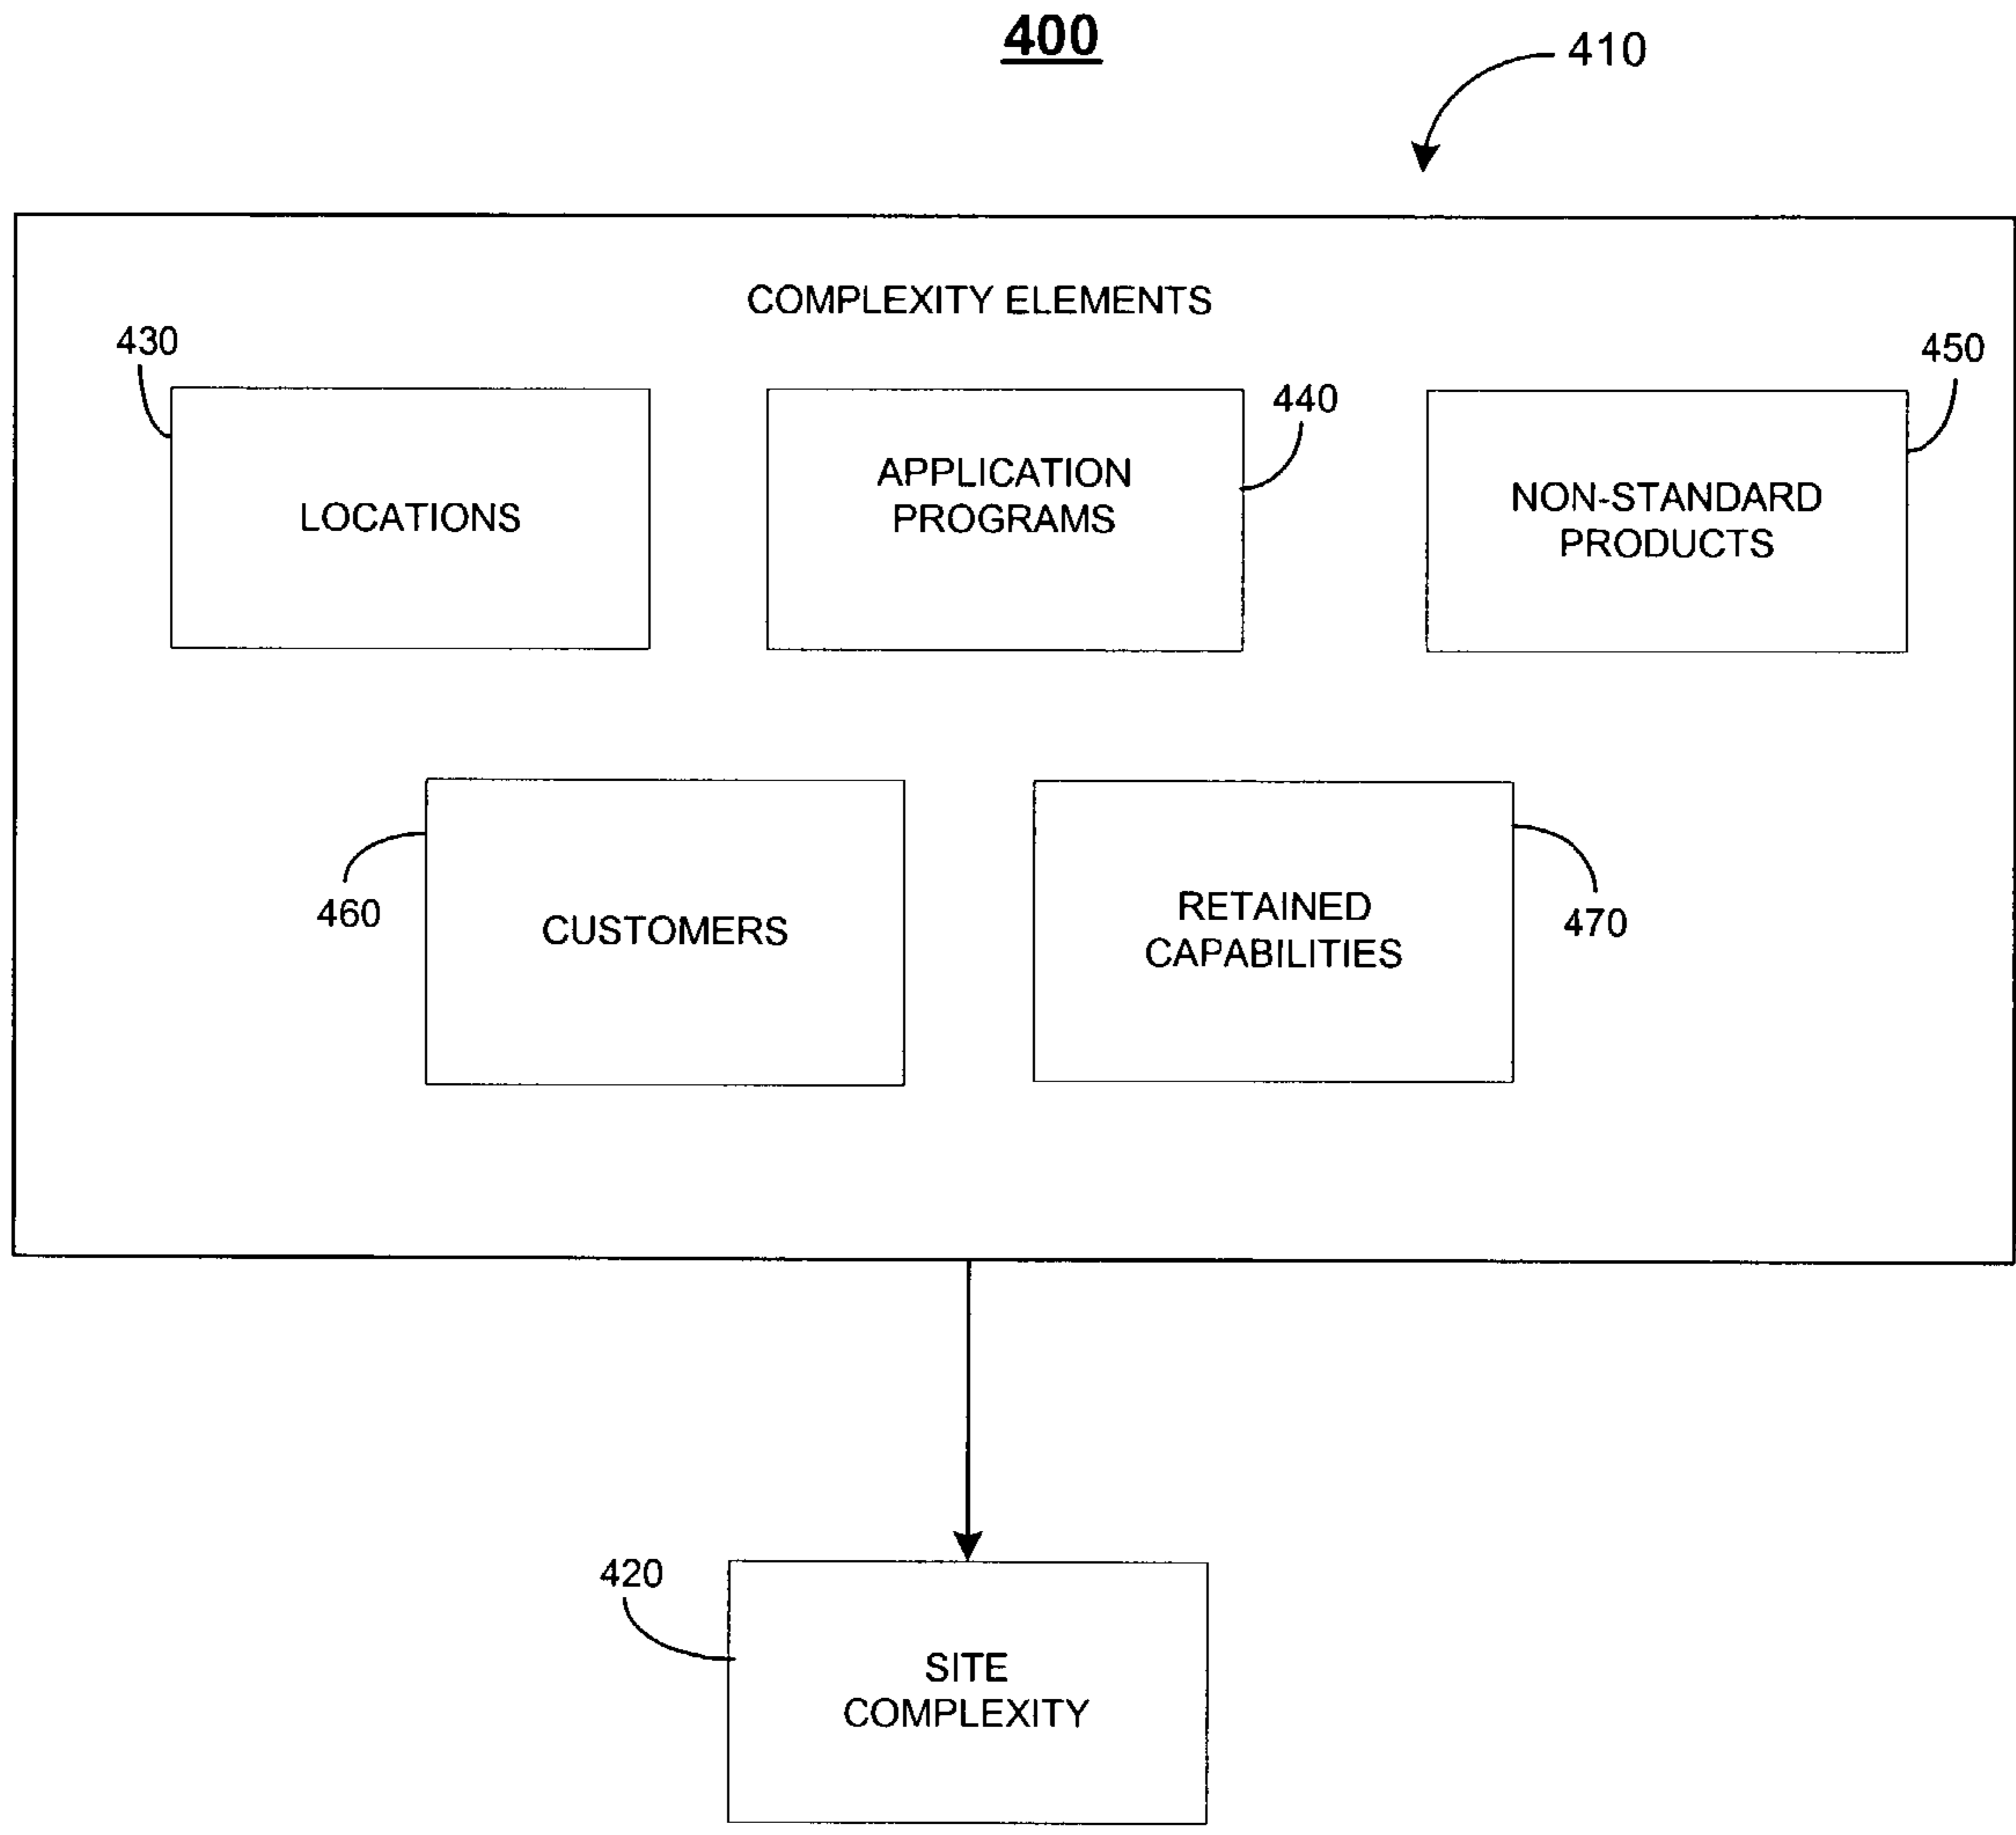 400
410
COMPLEXITY ELEMENTS
430
450
440
LOCATIONS
APPLICATION
PROGRAMS
NON-STANDARD
PRODUCTS
460
CUSTOMERS
RETAINED
CAPABILITIES
470
420
SITE
COMPLEXITY